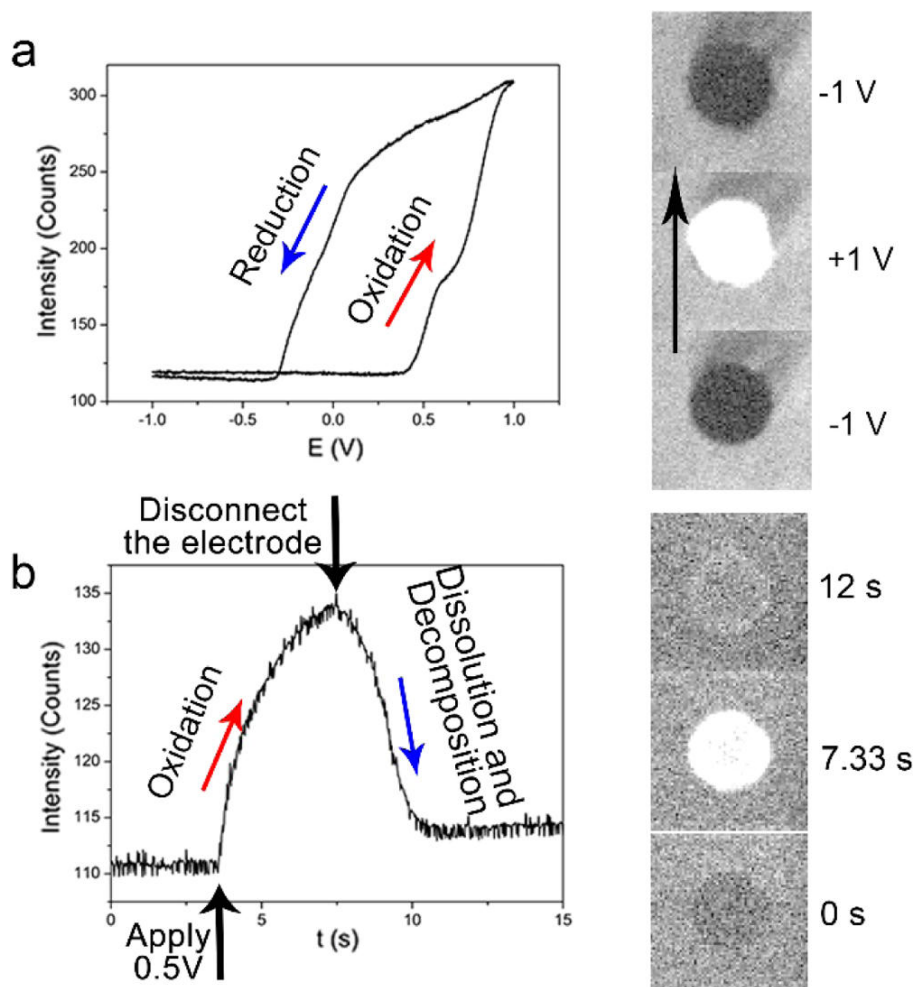 a
Intensity (Counts)
300
250
200
150
100
Reduction
Oxidation
-1.0
-0.5
0.0
0.5
1.0
E (V)
-1 V
+1 V
-1 V
b
Disconnect
the electrode
Intensity (Counts)
135
130
125
120
115
110
Oxidation
Dissolution and
Decomposition
0
5
10
15
t (s)
Apply
0.5V
12 s
7.33 s
0 s